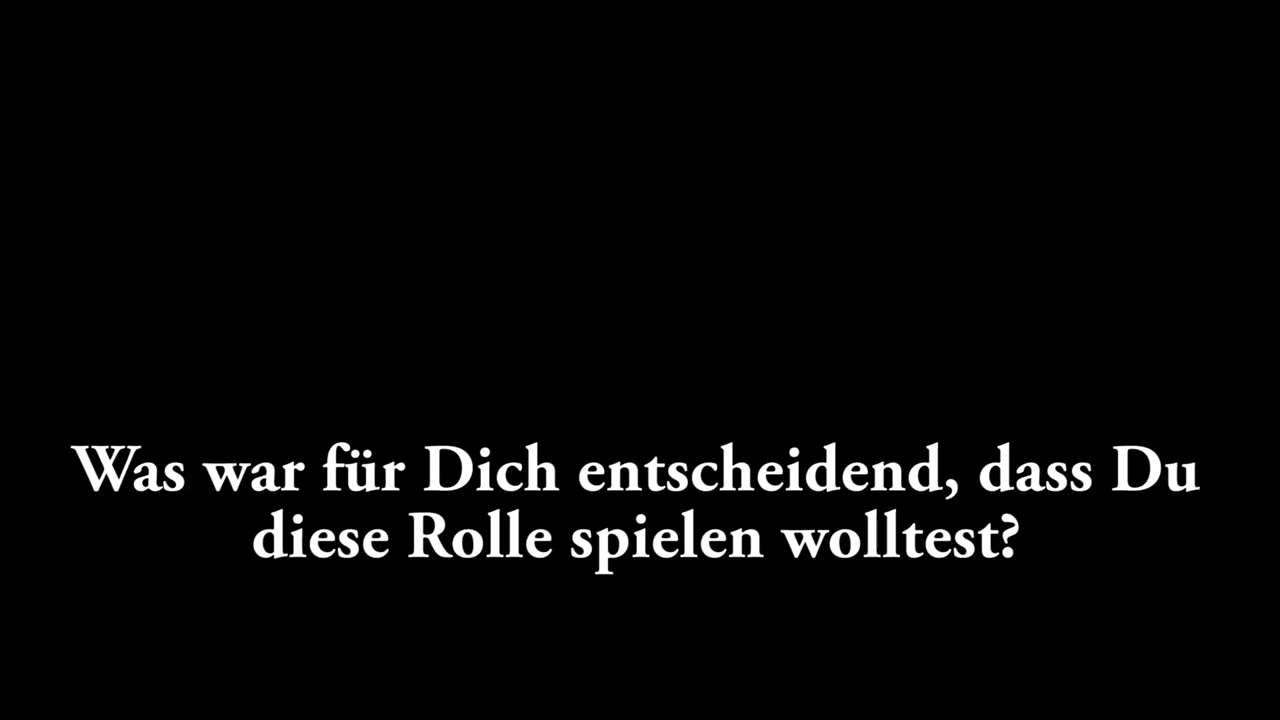 Was war für Dich entscheidend, dass Du
diese Rolle spielen wolltest?